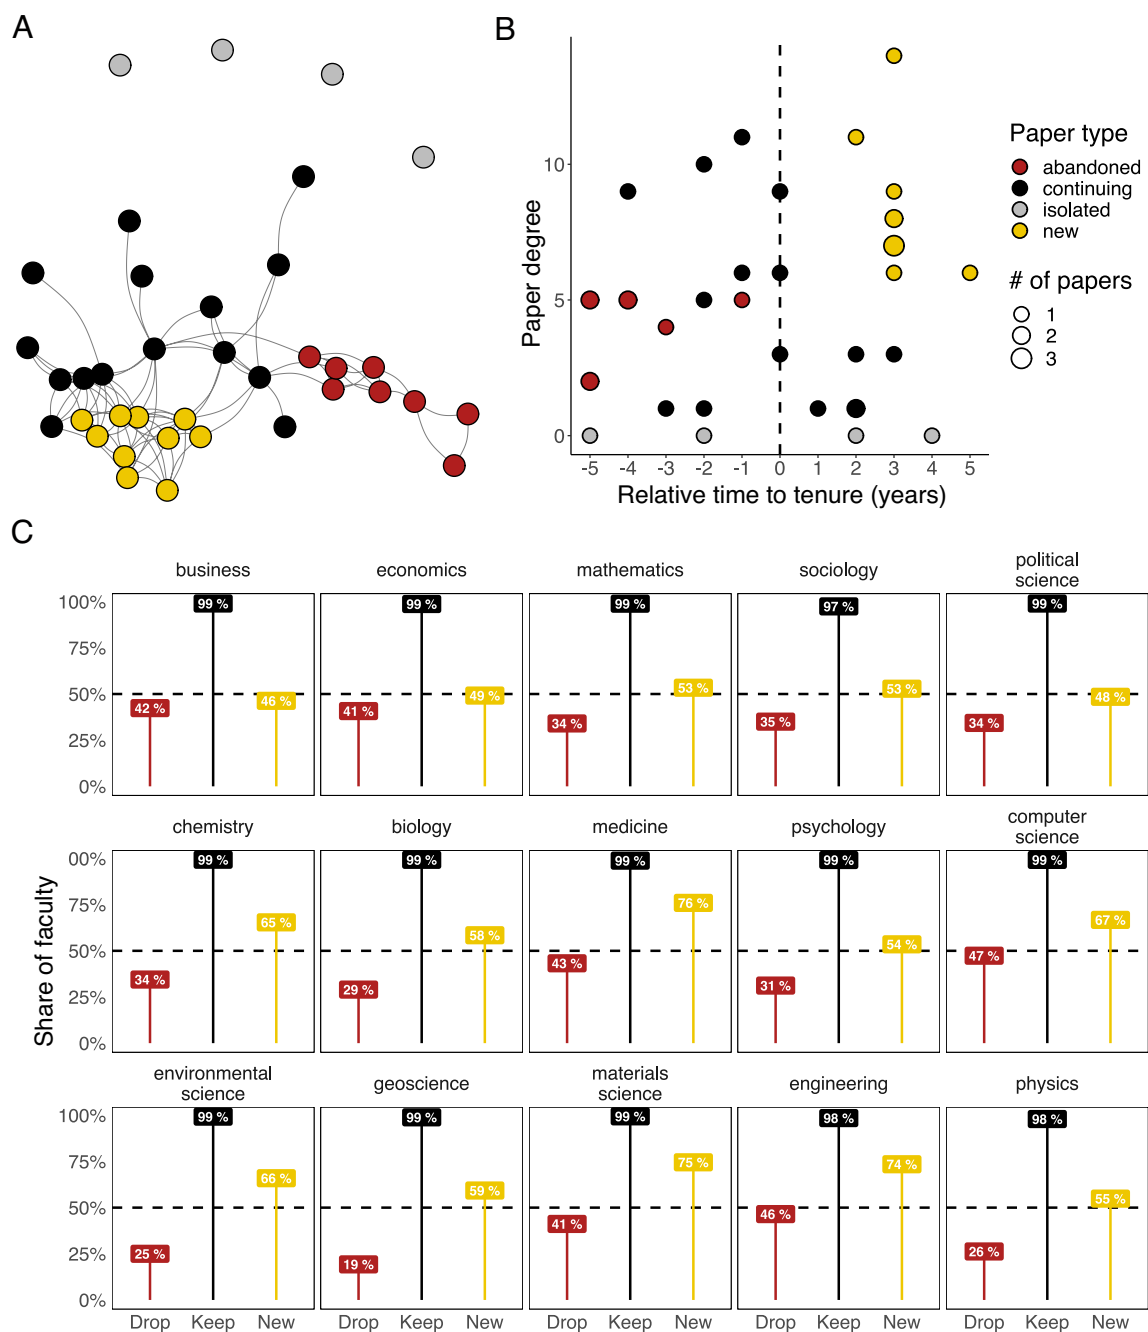 A
B
10
5
0
Paper degree
-5 -4 -3 -2 -1 0 1 2 3 4 5
Relative time to tenure (years)
Paper type
abandoned
continuing
isolated
new
# of papers
1
2
3
C
Share of faculty
business economics mathematics sociology political
science
100%
75%
50%
25%
0%
42 % 99 % 46 %
41 % 99 % 49 %
34 % 99 % 53 %
35 % 97 % 53 %
34 % 99 % 48 %
chemistry biology medicine psychology computer
science
00%
75%
50%
25%
0%
34 % 99 % 65 %
29 % 99 % 58 %
43 % 99 % 76 %
31 % 99 % 54 %
47 % 99 % 67 %
environmental
science
geoscience
materials
science
engineering
physics
100%
75%
50%
25%
0%
25 % 99 % 66 %
19 % 99 % 59 %
41 % 99 % 75 %
46 % 98 % 74 %
26 % 98 % 55 %
Drop Keep New
Drop Keep New
Drop Keep New
Drop Keep New
Drop Keep New